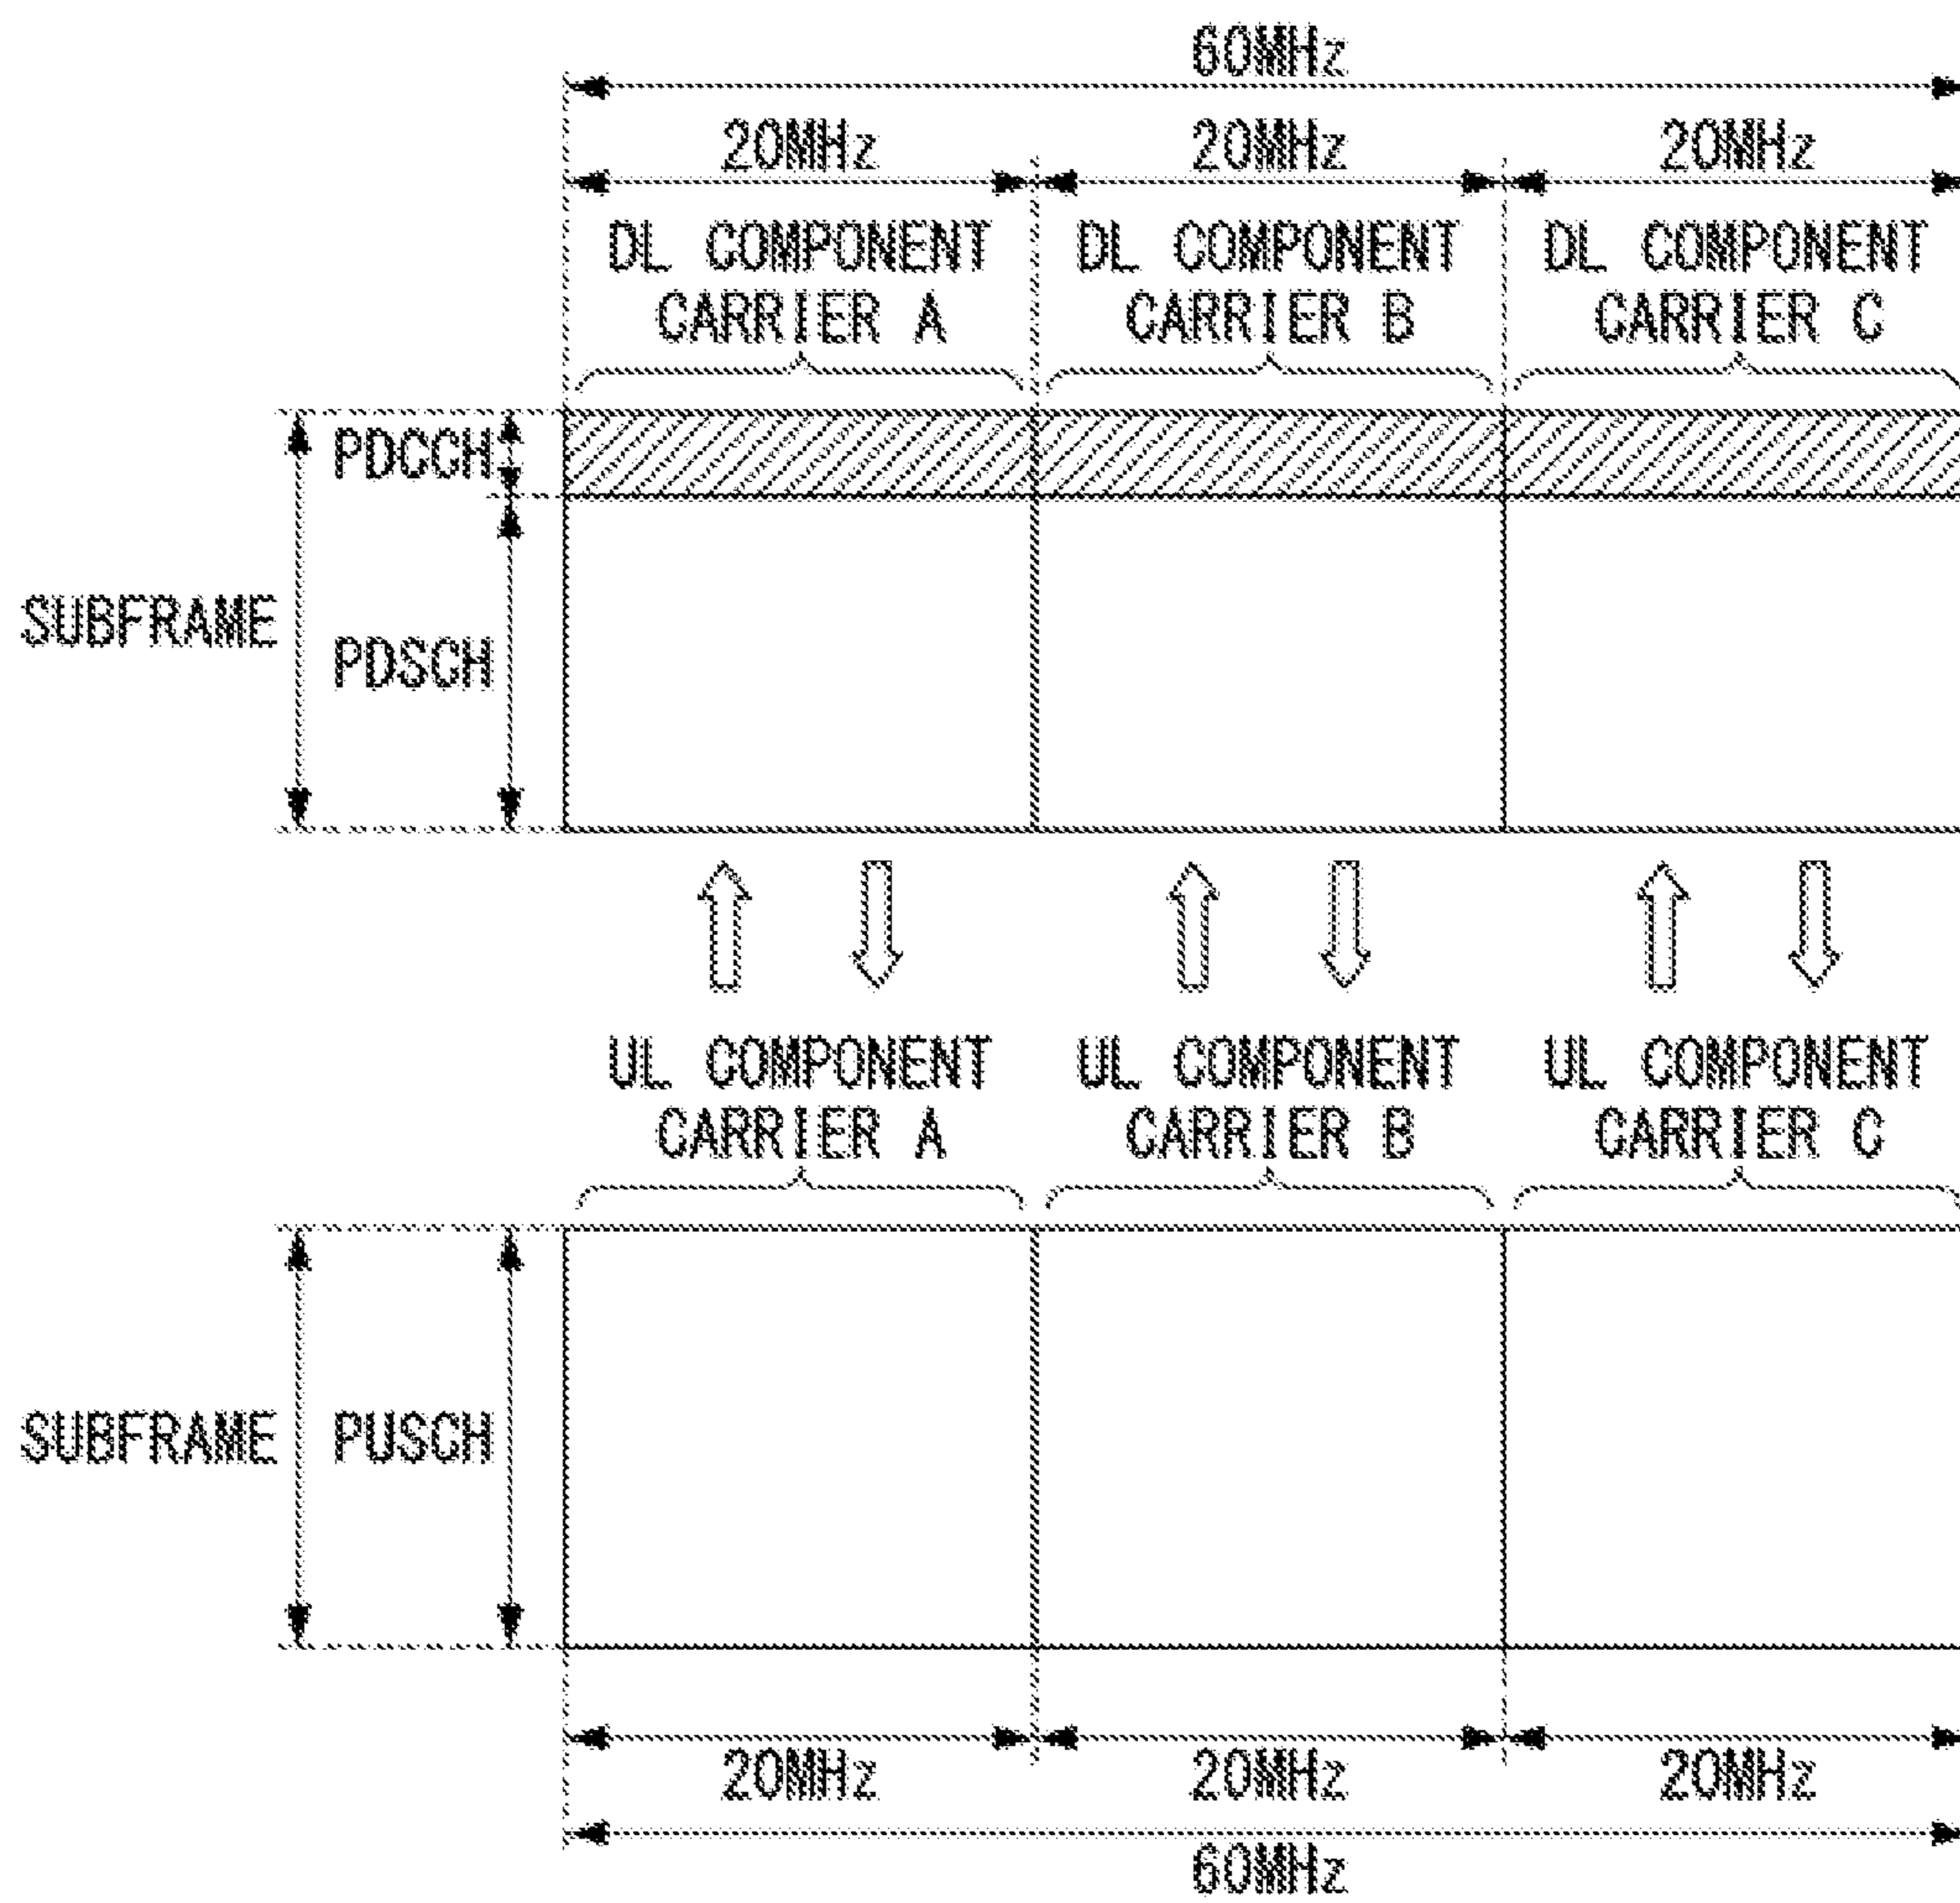 60MHz
20MHz 20MHz 20MHz
DL COMPONENT CARRIER A
DL COMPONENT CARRIER B
DL COMPONENT CARRIER C
PDCCH
SUBFRAME
PDSCH
UL COMPONENT CARRIER A
UL COMPONENT CARRIER B
UL COMPONENT CARRIER C
SUBFRAME
PUSCH
20MHz 20MHz 20MHz
60MHz